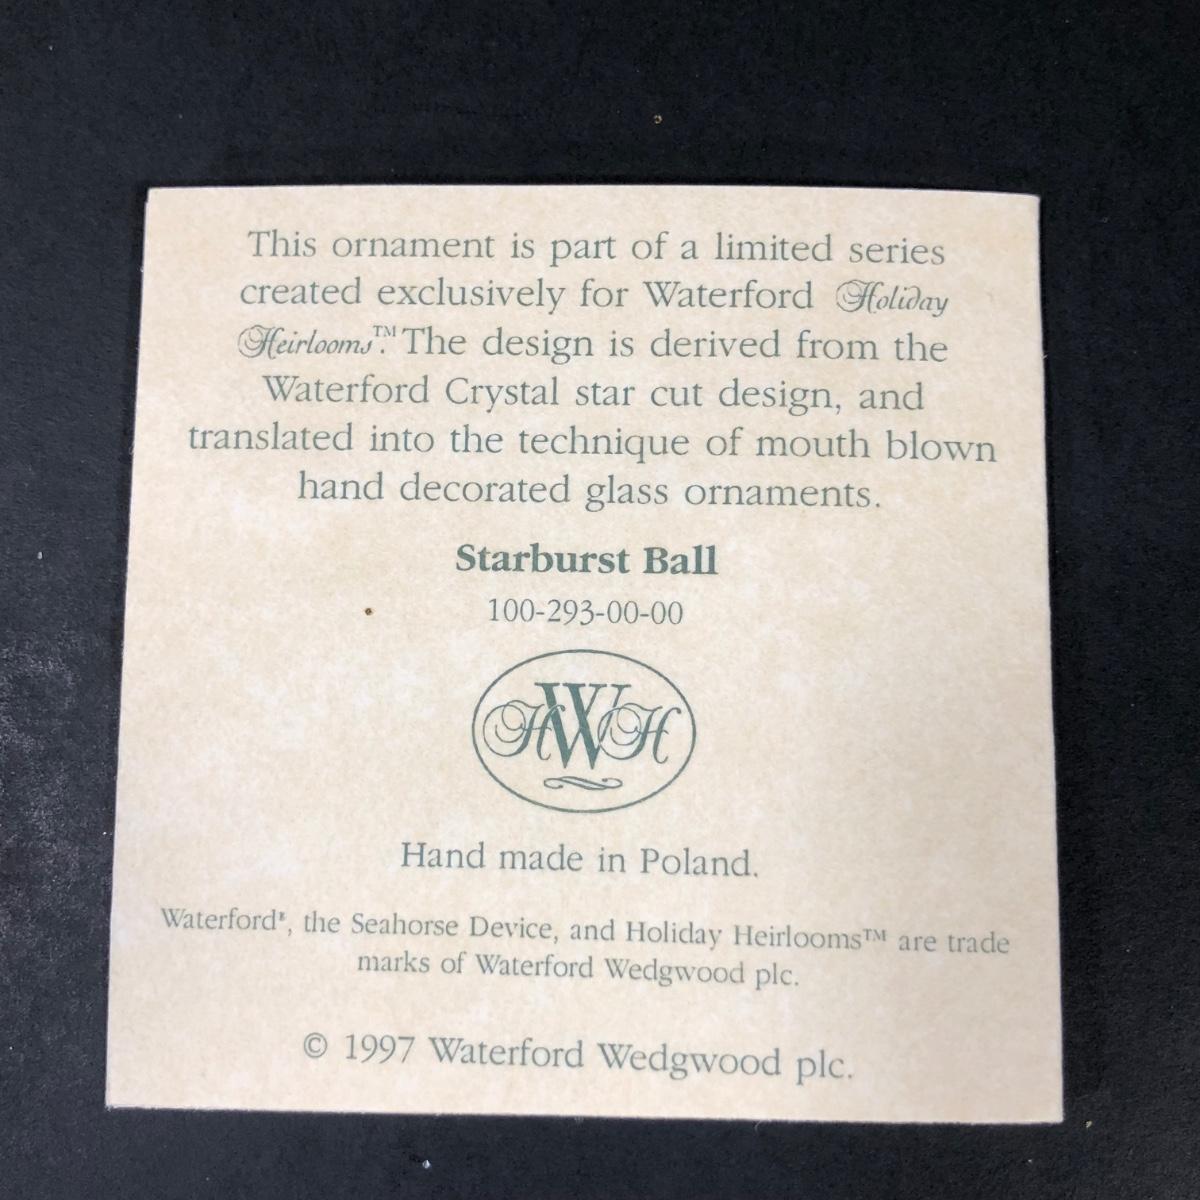 This ornament is part of a limited series
created exclusively for Waterford Holiday
Heirlooms™. The design is derived from the
Waterford Crystal star cut design, and
translated into the technique of mouth blown
hand decorated glass ornaments.
Starburst Ball
100-293-00-00
HWH
Hand made in Poland.
Waterford®, the Seahorse Device, and Holiday Heirlooms™ are trade
marks of Waterford Wedgwood plc.
© 1997 Waterford Wedgwood plc.